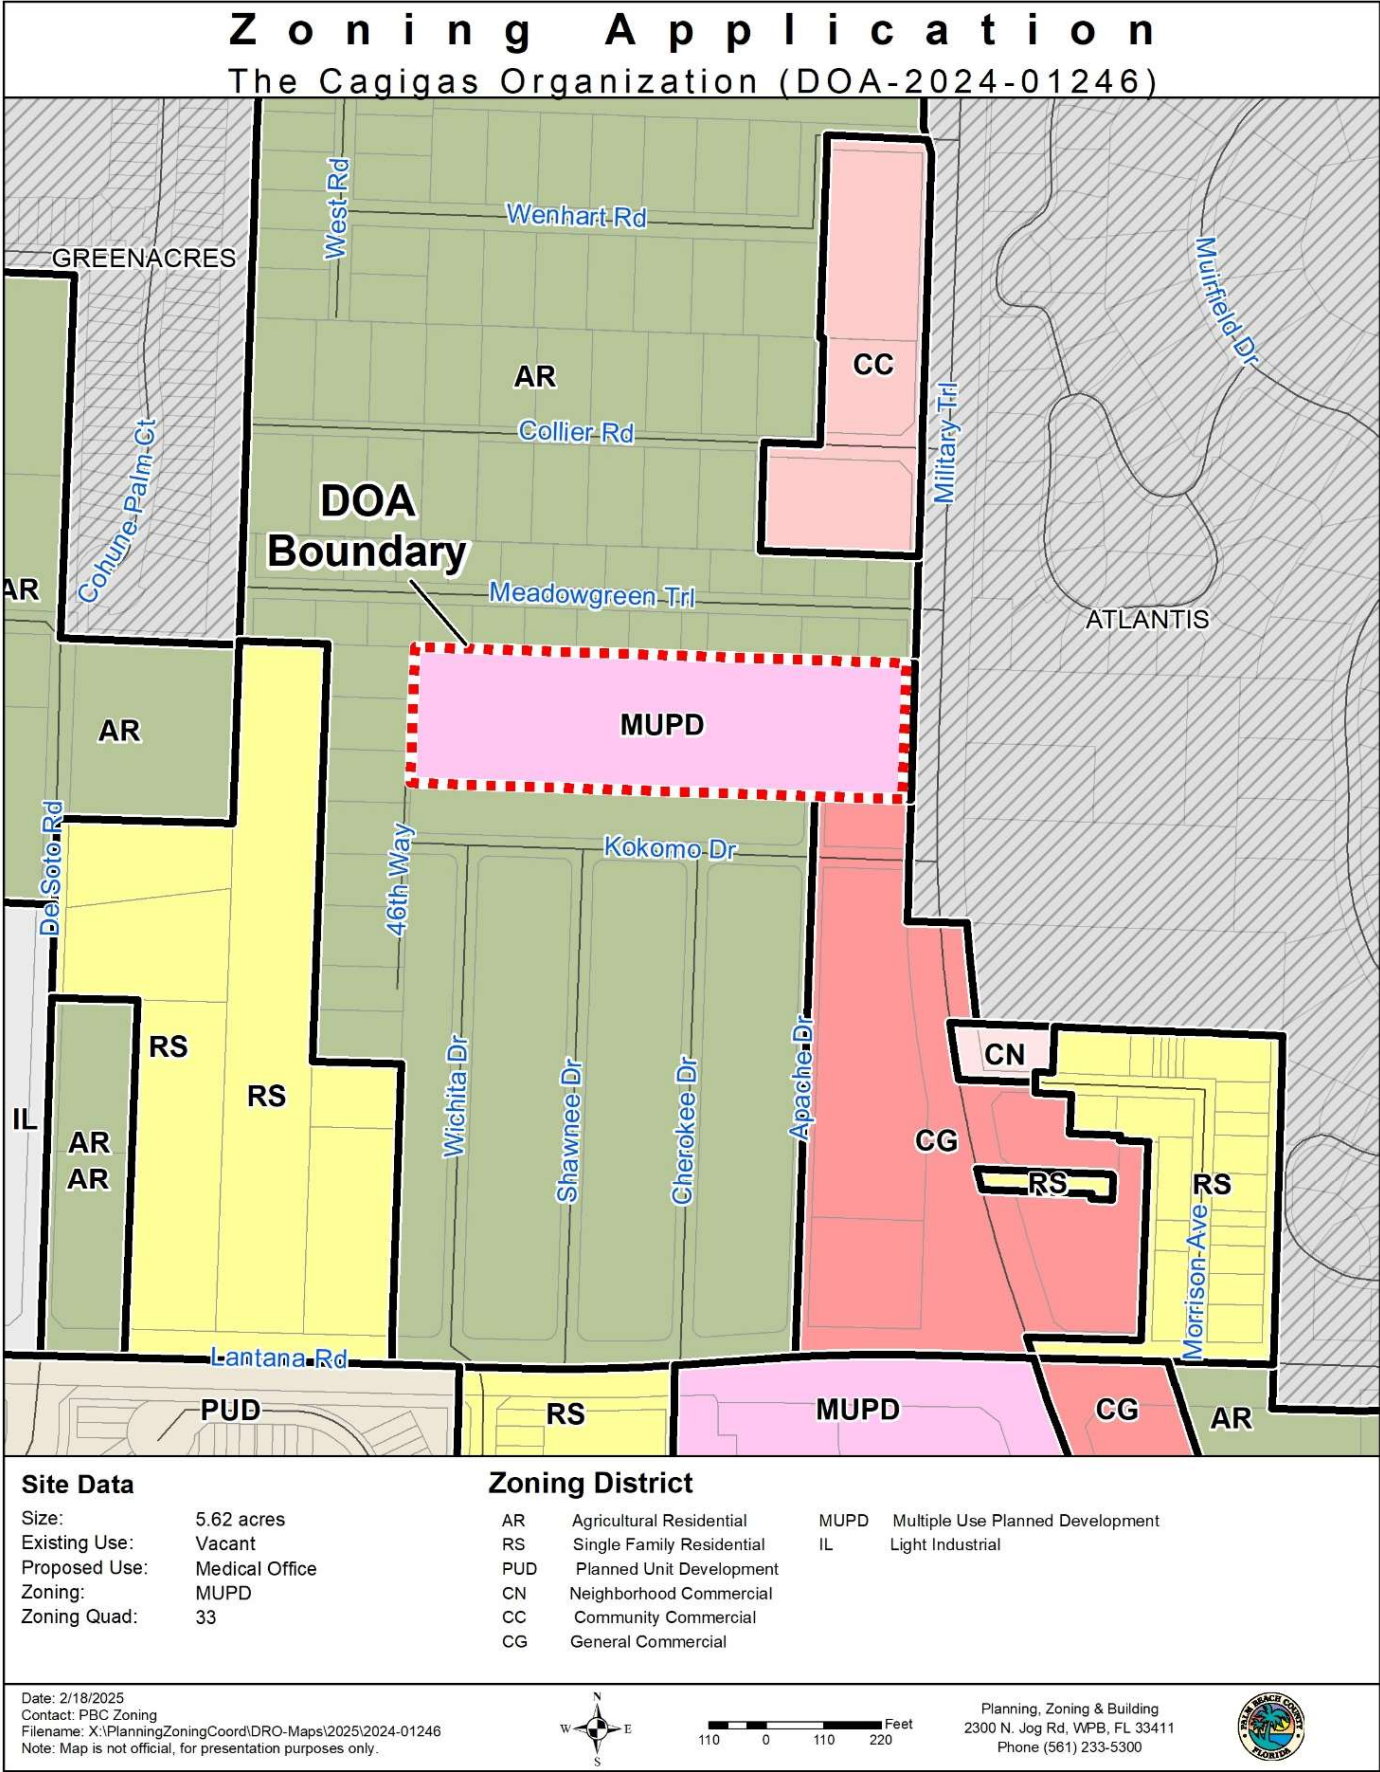 Zoning Application
The Cagigas Organization (DOA-2024-01246)
West Rd
Wenhart Rd
GREENACRES
Muirfield Dr
CC
AR
Military Trl
Collier Rd
Cohune Palm Ct
DOA
Boundary
AR
Meadowgreen Trl
ATLANTIS
AR
MUPD
De Soto Rd
46th Way
Kokomo Dr
RS
Wichita Dr
Shawnee Dr
Cherokee Dr
Apache Dr
CN
RS
IL
AR
CG
AR
RS
RS
Morrison Ave
Lantana Rd
PUD
RS
MUPD
CG
AR
Site Data
Size: 5.62 acres
Existing Use: Vacant
Proposed Use: Medical Office
Zoning: MUPD
Zoning Quad: 33
Zoning District
AR Agricultural Residential
RS Single Family Residential
PUD Planned Unit Development
CN Neighborhood Commercial
CC Community Commercial
CG General Commercial
MUPD Multiple Use Planned Development
IL Light Industrial
Date: 2/18/2025
Contact: PBC Zoning
Filename: X:\PlanningZoningCoord\DRO-Maps\2025\2024-01246
Note: Map is not official, for presentation purposes only.
N
W E
S
Feet
110 0 110 220
Planning, Zoning & Building
2300 N. Jog Rd, WPB, FL 33411
Phone (561) 233-5300
PALM BEACH COUNTY
FLORIDA